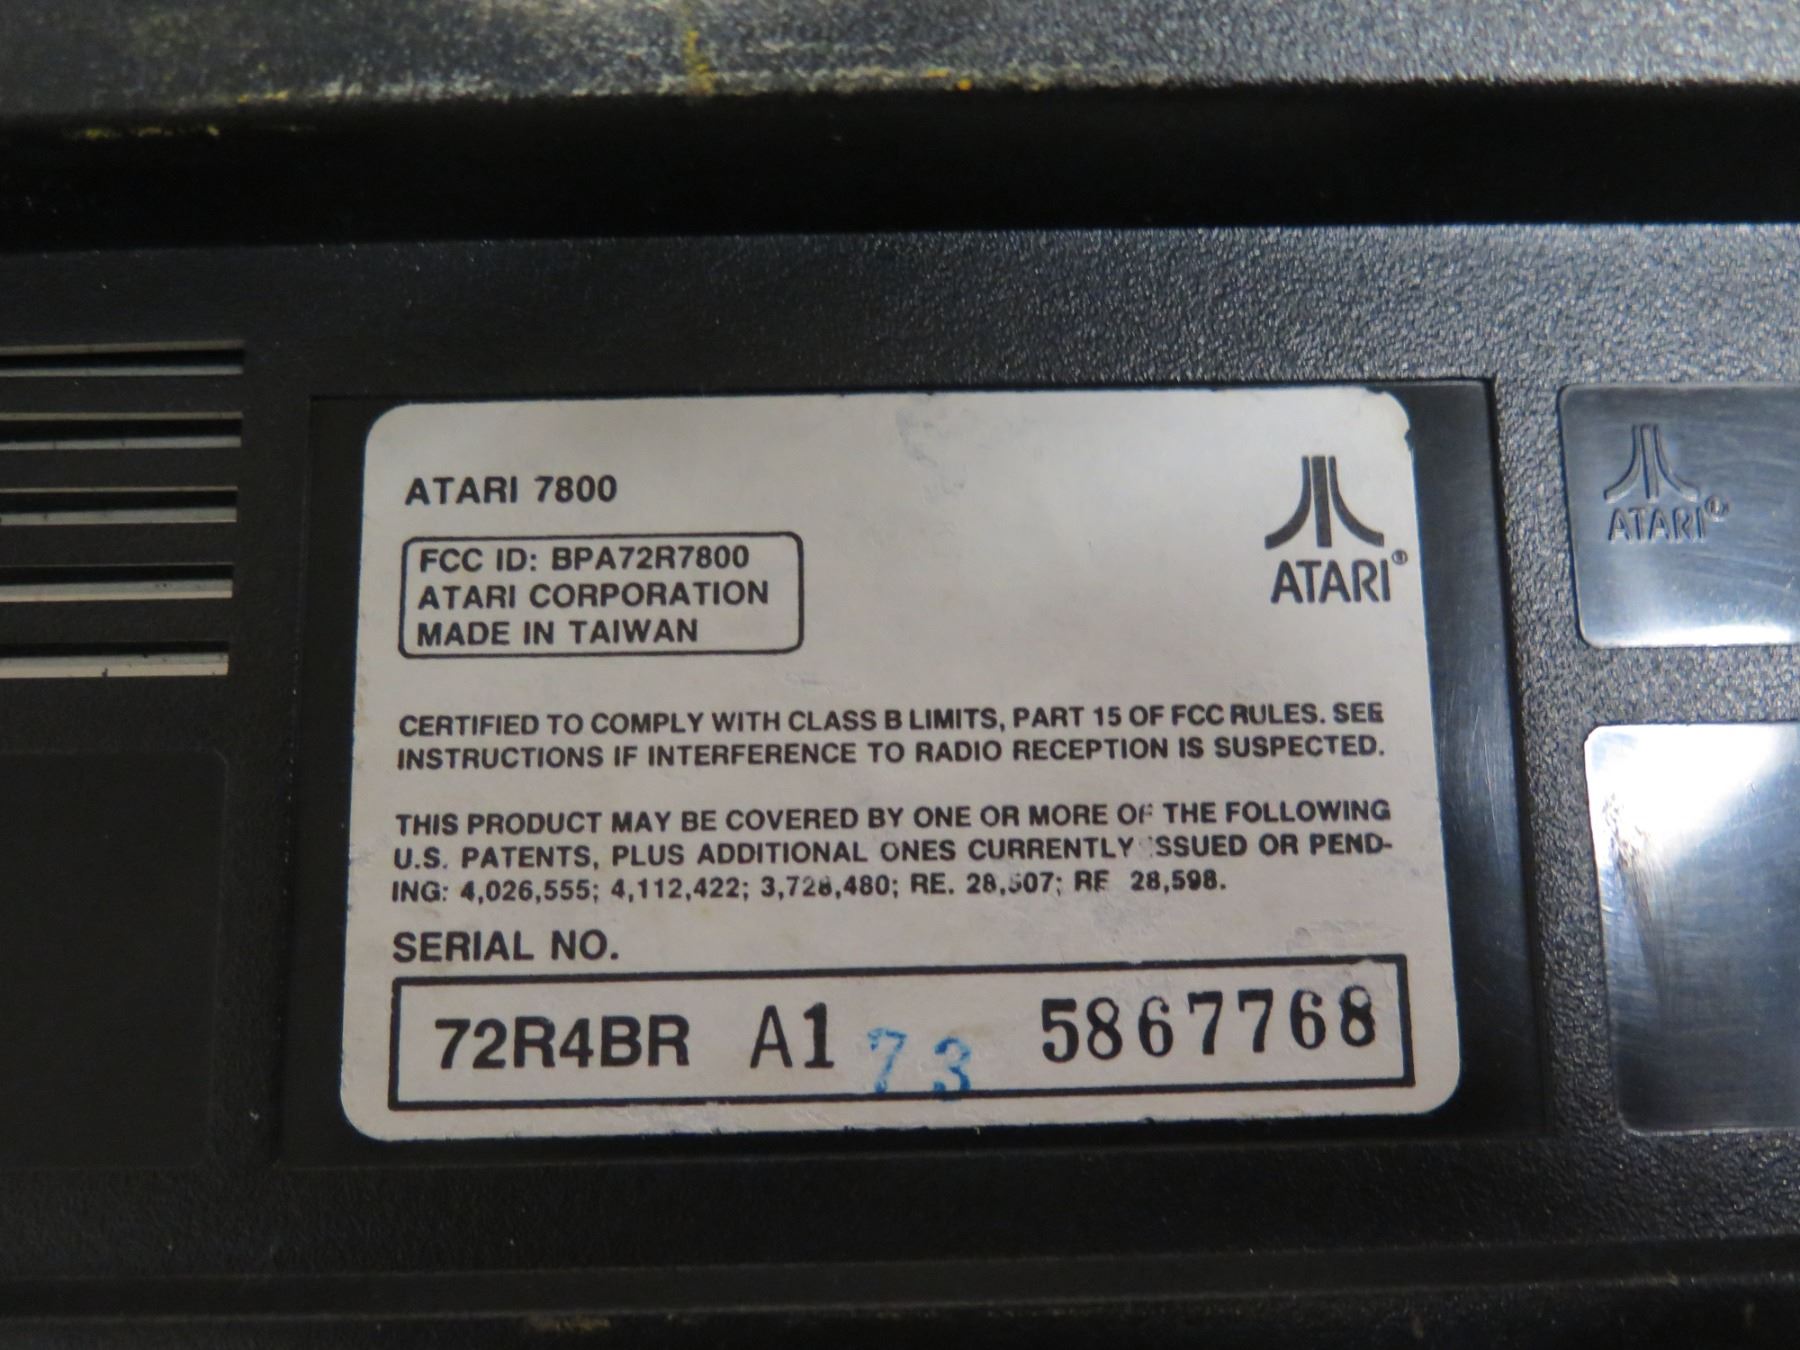 ATARI 7800
FCC ID: BPA72R7800
ATARI CORPORATION
MADE IN TAIWAN
ATARI®
ATARI®
CERTIFIED TO COMPLY WITH CLASS B LIMITS, PART 15 OF FCC RULES. SEE
INSTRUCTIONS IF INTERFERENCE TO RADIO RECEPTION IS SUSPECTED.
THIS PRODUCT MAY BE COVERED BY ONE OR MORE OF THE FOLLOWING
U.S. PATENTS, PLUS ADDITIONAL ONES CURRENTLY ISSUED OR PEND-
ING: 4,026,555; 4,112,422; 3,728,480; RE. 28,507; RE 28,598.
SERIAL NO.
72R4BR A1 73 5867768